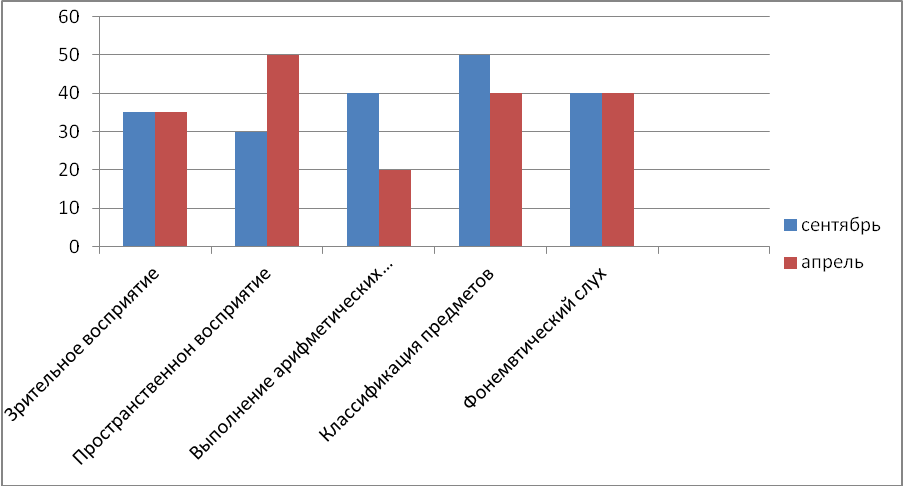 60
50
40
30
20
10
0
Зрительное восприятие
Пространственнон восприятие
Выполнение арифметических...
Классификация предметов
Фонемвтический слух
сентябрь
апрель